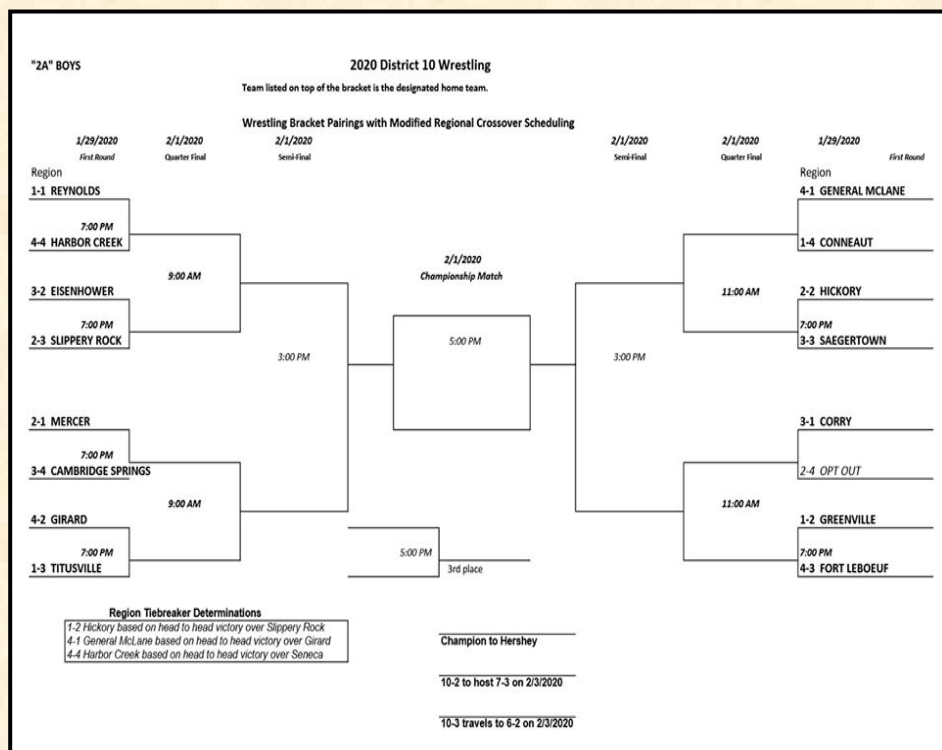 "2A" BOYS
2020 District 10 Wrestling
Team listed on top of the bracket is the designated home team.
Wrestling Bracket Pairings with Modified Regional Crossover Scheduling
1/29/2020 2/1/2020 2/1/2020 2/1/2020 2/1/2020 1/29/2020
First Round Quarter Final Semi-Final Semi-Final Quarter Final First Round
Region Region
1-1 REYNOLDS 4-1 GENERAL MCLANE
7:00 PM
4-4 HARBOR CREEK 1-4 CONNEAUT
2/1/2020
9:00 AM Championship Match
3-2 EISENHOWER 11:00 AM 2-2 HICKORY
7:00 PM 7:00 PM
2-3 SLIPPERY ROCK 5:00 PM 3-3 SAEGERTOWN
3:00 PM 3:00 PM
2-1 MERCER 3-1 CORRY
7:00 PM
3-4 CAMBRIDGE SPRINGS 2-4 OPT OUT
9:00 AM 11:00 AM
4-2 GIRARD 1-2 GREENVILLE
7:00 PM 5:00 PM 7:00 PM
1-3 TITUSVILLE 3rd place 4-3 FORT LEBOEUF
Region Tiebreaker Determinations
1-2 Hickory based on head to head victory over Slippery Rock
4-1 General McLane based on head to head victory over Girard
4-4 Harbor Creek based on head to head victory over Seneca
Champion to Hershey
10-2 to host 7-3 on 2/3/2020
10-3 travels to 6-2 on 2/3/2020